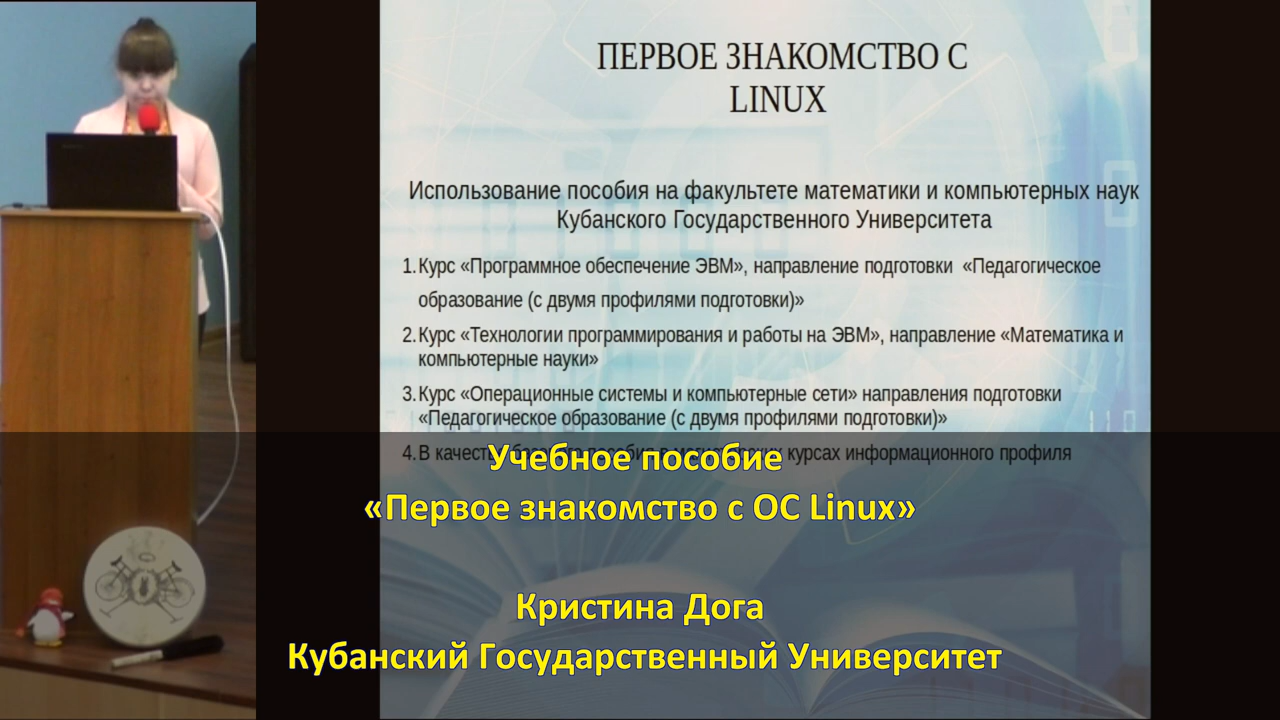 ПЕРВОЕ ЗНАКОМСТВО С
LINUX
Использование пособия на факультете математики и компьютерных наук
Кубанского Государственного Университета
1. Курс «Программное обеспечение ЭВМ», направление подготовки «Педагогическое
образование (с двумя профилями подготовки)»
2. Курс «Технологии программирования и работы на ЭВМ», направление «Математика и
компьютерные науки»
3. Курс «Операционные системы и компьютерные сети» направления подготовки
«Педагогическое образование (с двумя профилями подготовки)»
4. В качестве курсах информационного профиля
Учебное пособие
«Первое знакомство с ОС Linux»
Кристина Дога
Кубанский Государственный Университет